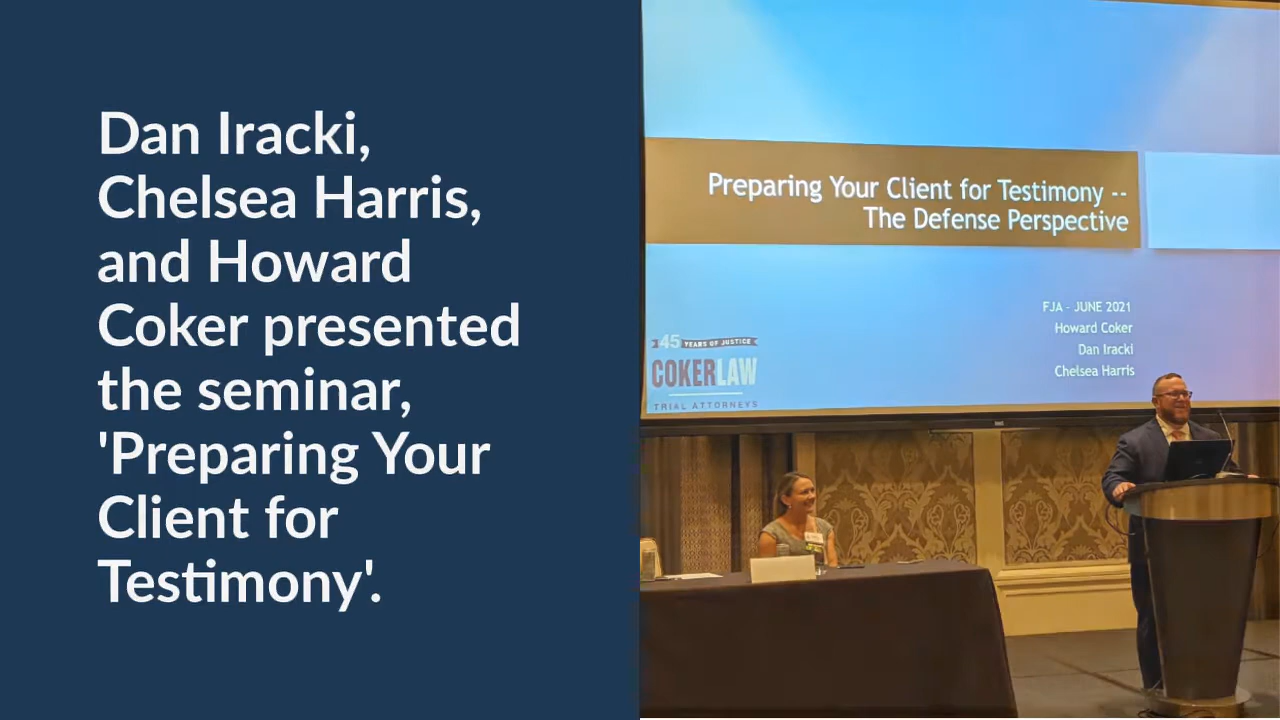 Dan Iracki,
Chelsea Harris,
and Howard
Coker presented
the seminar,
'Preparing Your
Client for
Testimony'.
Preparing Your Client for Testimony --
The Defense Perspective
FJA - JUNE 2021
Howard Coker
Dan Iracki
Chelsea Harris
45 YEARS OF JUSTICE
COKERLAW
TRIAL ATTORNEYS